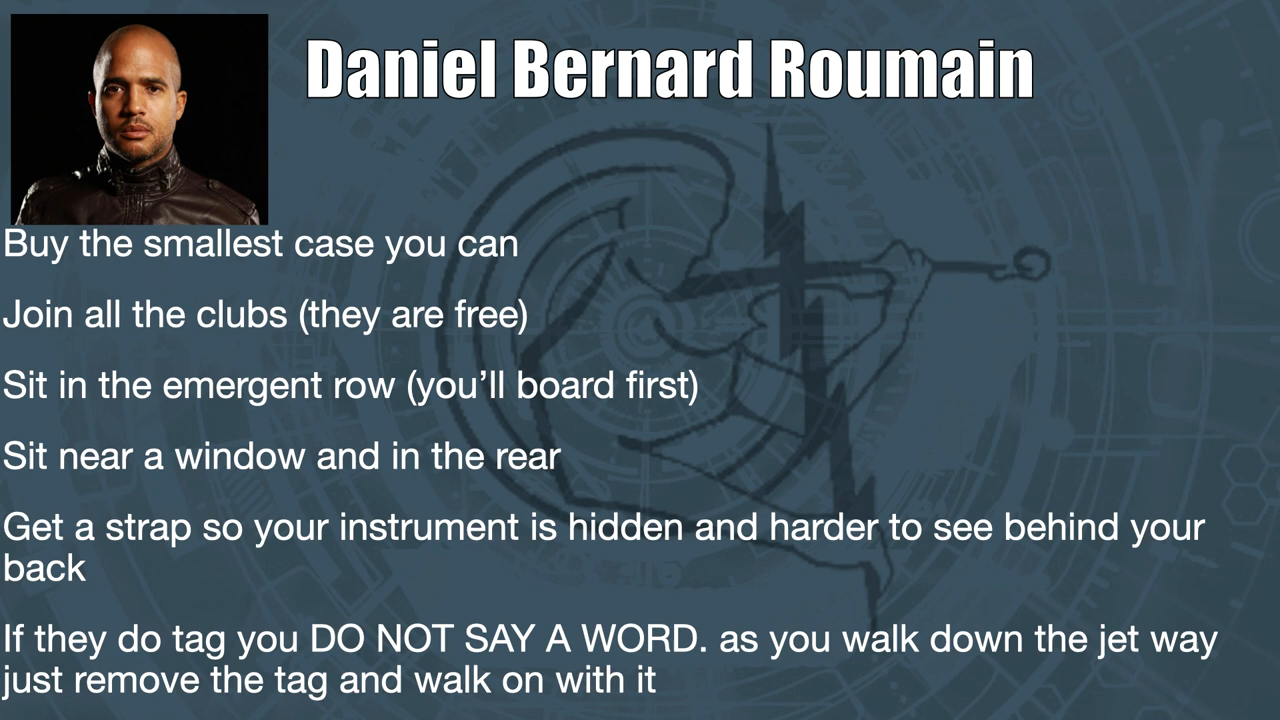 Daniel Bernard Roumain
Buy the smallest case you can
Join all the clubs (they are free)
Sit in the emergent row (you’ll board first)
Sit near a window and in the rear
Get a strap so your instrument is hidden and harder to see behind your
back
If they do tag you DO NOT SAY A WORD. as you walk down the jet way
just remove the tag and walk on with it